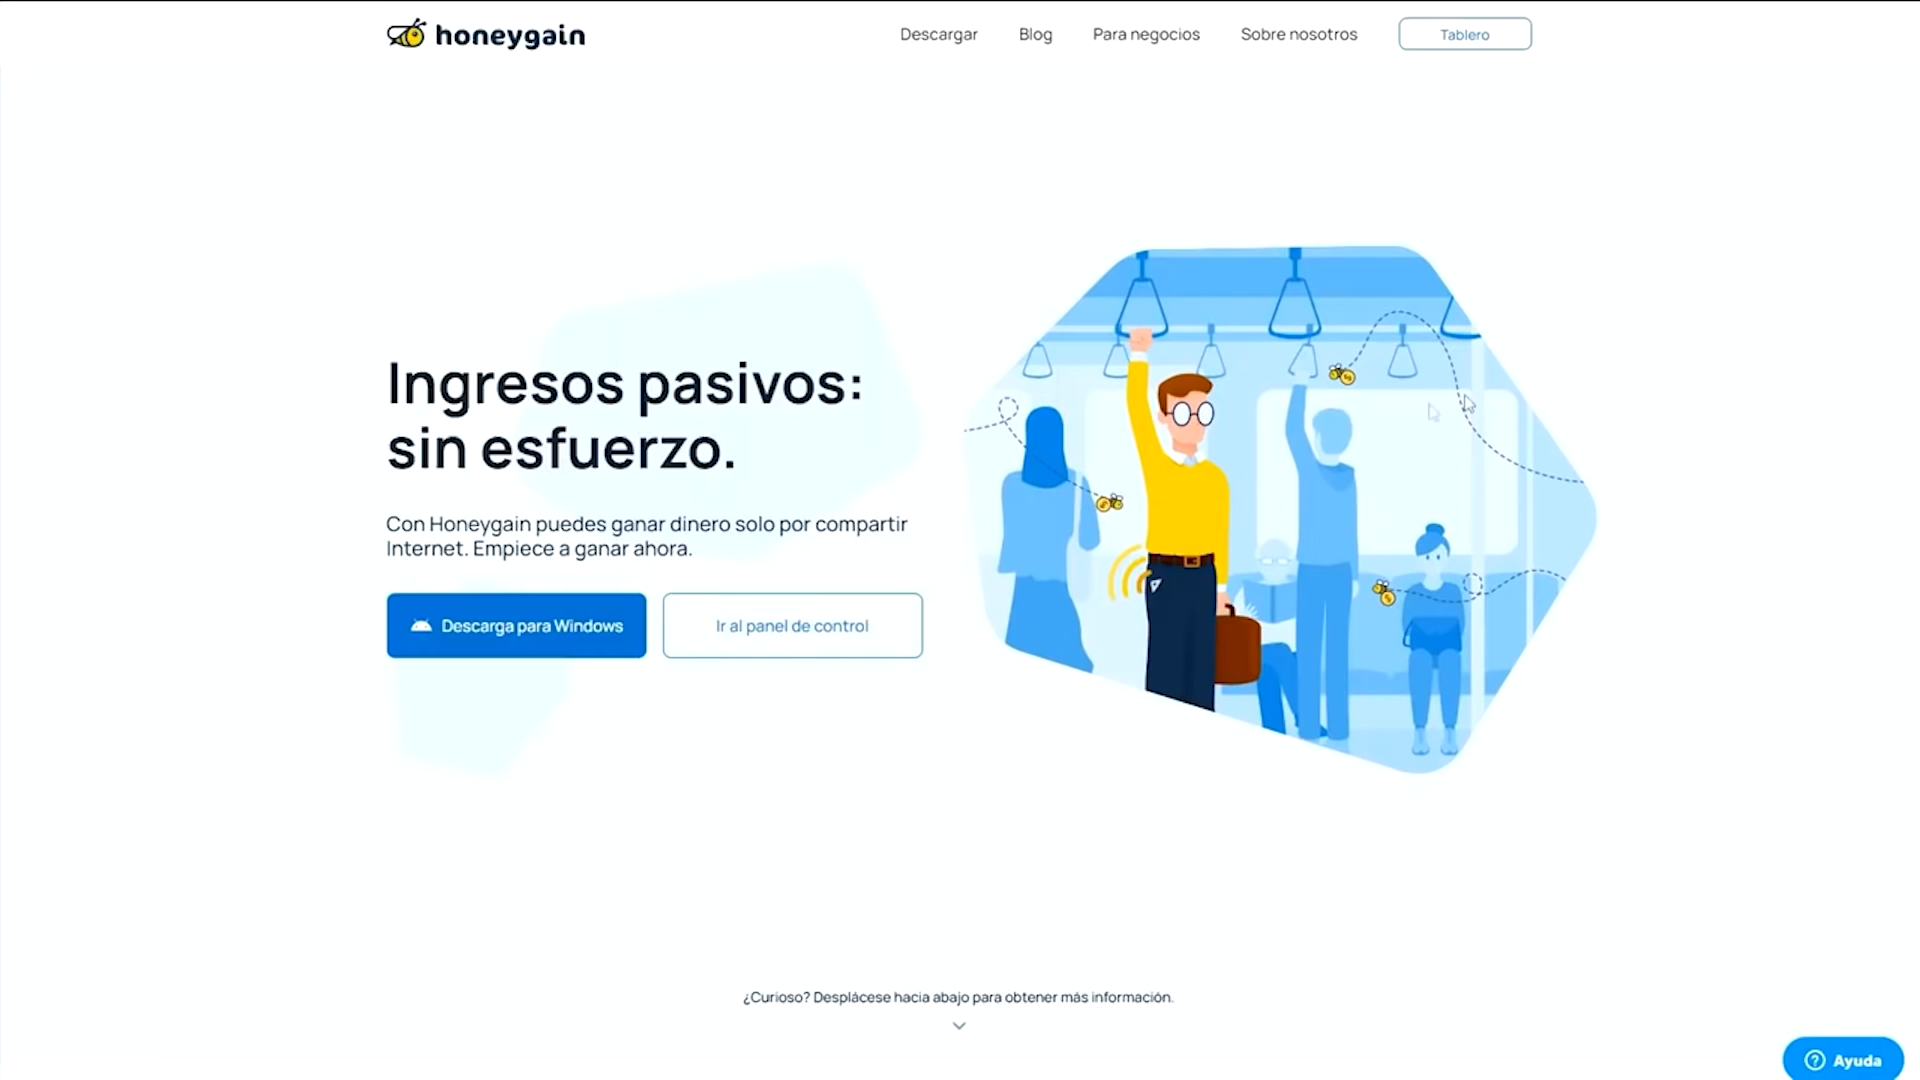 honeygain
Descargar
Blog
Para negocios
Sobre nosotros
Tablero
Ingresos pasivos:
sin esfuerzo.
Con Honeygain puedes ganar dinero solo por compartir
Internet. Empiece a ganar ahora.
Descarga para Windows
Ir al panel de control
¿Curioso? Desplácese hacia abajo para obtener más información.
Ayuda